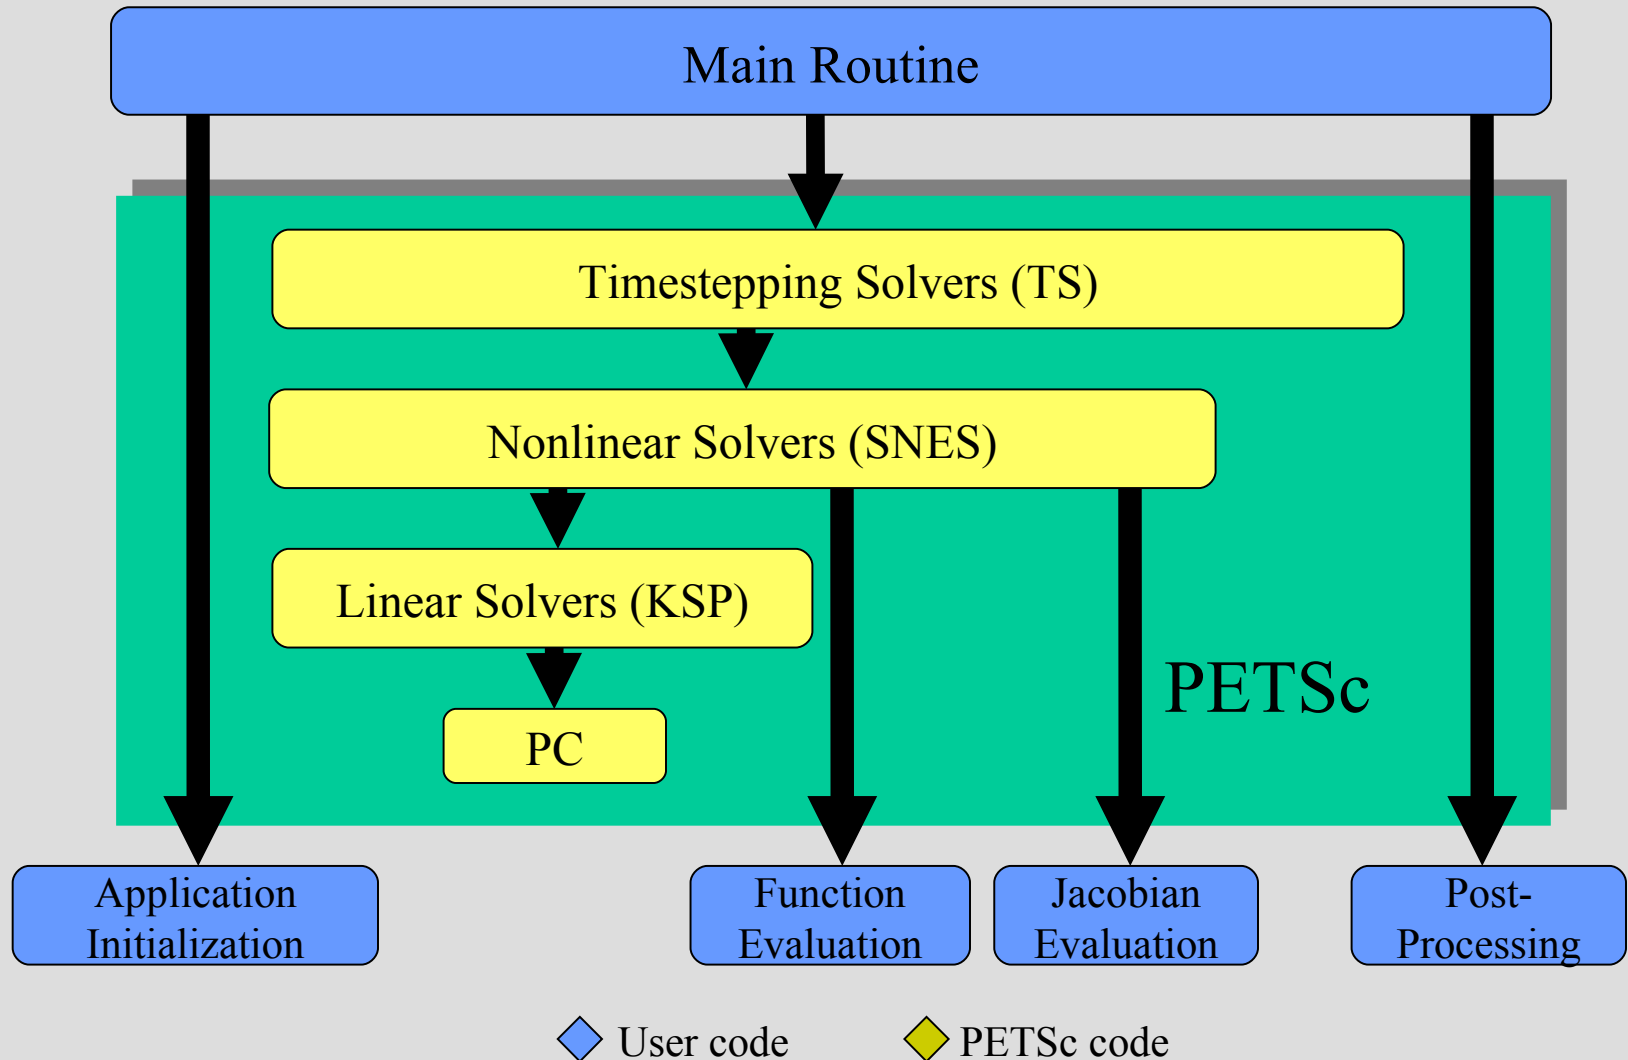 Main Routine
Timestepping Solvers (TS)
Nonlinear Solvers (SNES)
Linear Solvers (KSP)
PETSc
PC
Application
Initialization
Function
Evaluation
Jacobian
Evaluation
Post-
Processing
User code
PETSc code